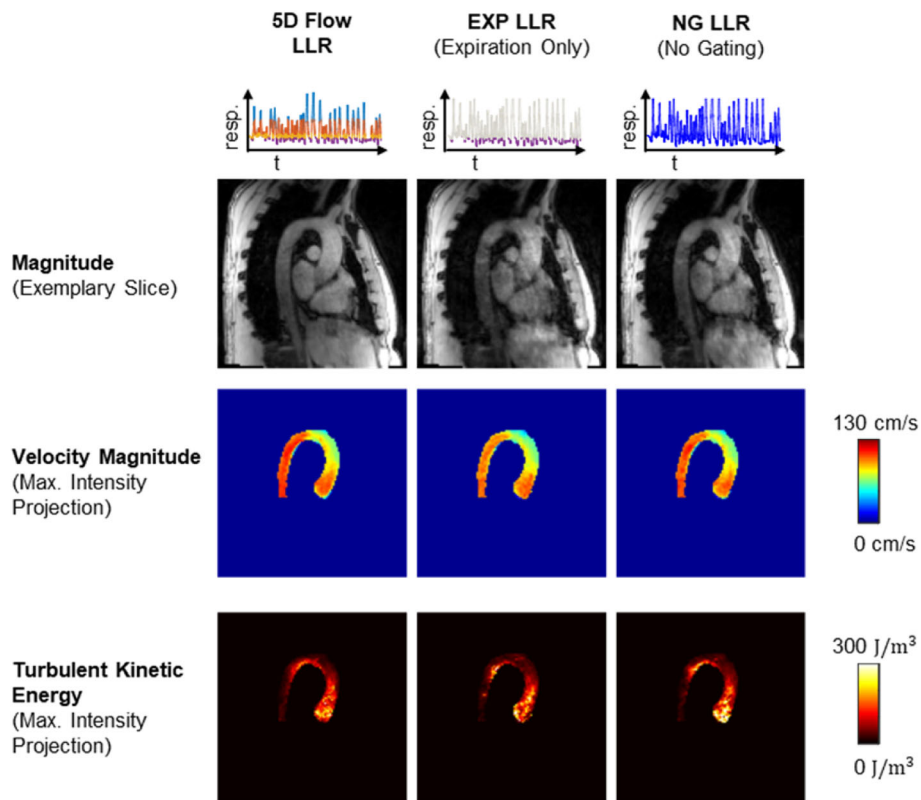 5D Flow
LLR
EXP LLR
(Expiration Only)
NG LLR
(No Gating)
resp.
t
resp.
t
resp.
t
Magnitude
(Exemplary Slice)
Velocity Magnitude
(Max. Intensity
Projection)
130 cm/s
0 cm/s
Turbulent Kinetic
Energy
(Max. Intensity
Projection)
300 J/m³
0 J/m³